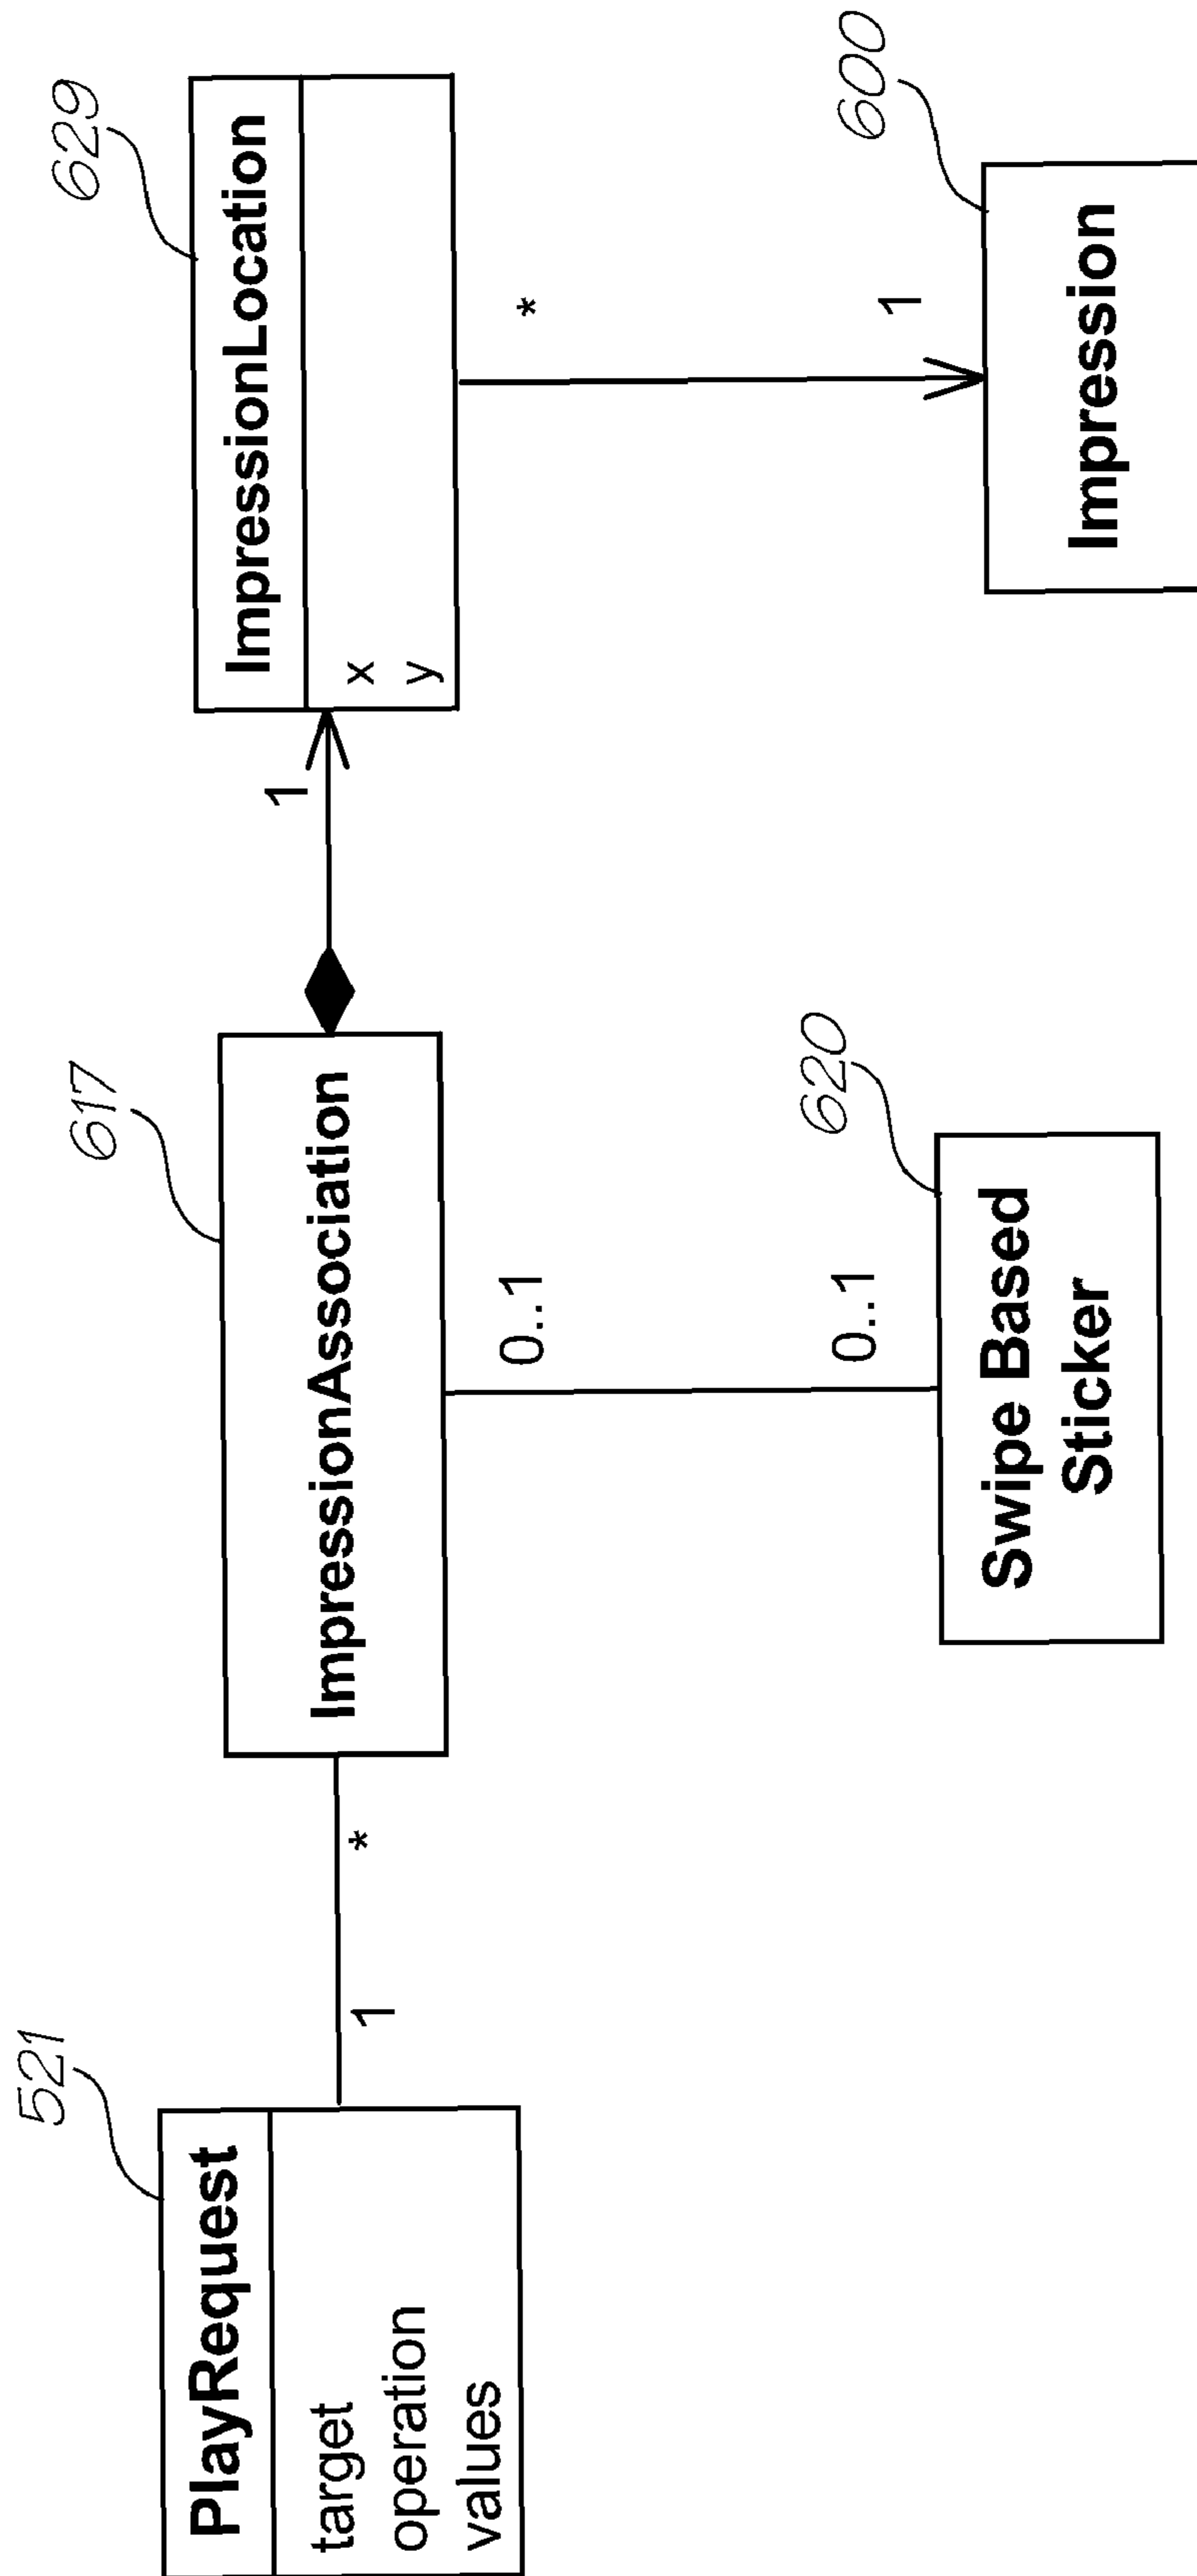 521
PlayRequest
target
operation
values
1
*
617
ImpressionAssociation
0..1
0..1
620
Swipe Based
Sticker
1
629
ImpressionLocation
x
y
*
1
600
Impression